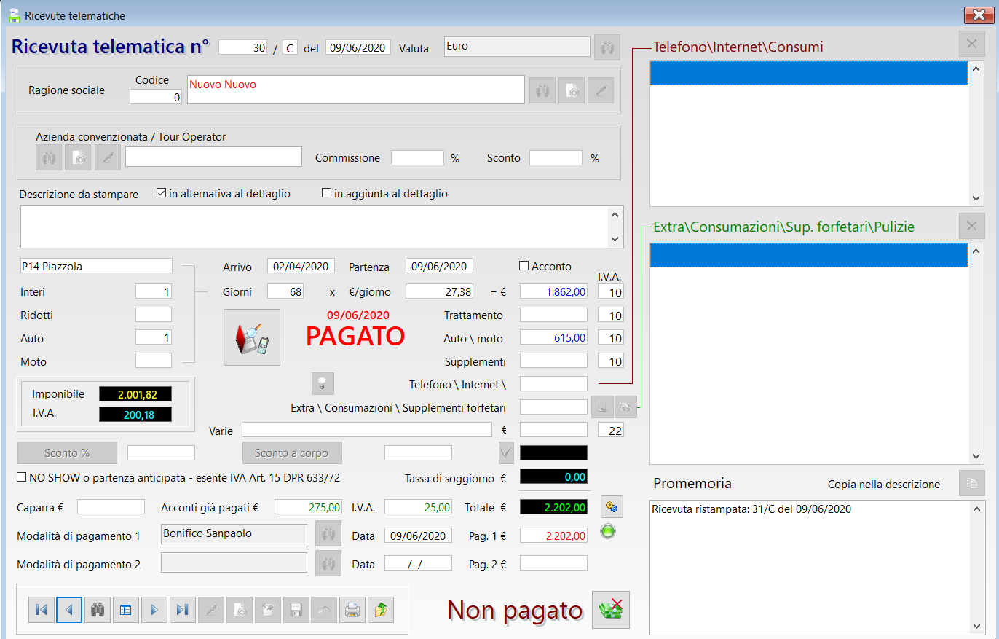 Ricevute telematiche
Ricevuta telematica n° 30 / C del 09/06/2020 Valuta Euro
Ragione sociale Codice 0 Nuovo Nuovo
Azienda convenzionata / Tour Operator
Commissione % Sconto %
Descrizione da stampare in alternativa al dettaglio in aggiunta al dettaglio
P14 Piazzola Arrivo 02/04/2020 Partenza 09/06/2020 Acconto
I.V.A.
Interi 1 Giorni 68 x €/giorno 27,38 = € 1.862,00 10
Ridotti 09/06/2020 Trattamento 10
Auto 1 PAGATO Auto \ moto 615,00 10
Moto Supplementi 10
Telefono \ Internet \
Imponibile 2.001,82
I.V.A. 200,18
Extra \ Consumazioni \ Supplementi forfetari
Varie € 22
Sconto % Sconto a corpo
NO SHOW o partenza anticipata - esente IVA Art. 15 DPR 633/72 Tassa di soggiorno € 0,00
Caparra € Acconti già pagati € 275,00 I.V.A. 25,00 Totale € 2.202,00
Modalità di pagamento 1 Bonifico Sanpaolo Data 09/06/2020 Pag. 1 € 2.202,00
Modalità di pagamento 2 Data / / Pag. 2 €
Non pagato
Telefono\Internet\Consumi
Extra\Consumazioni\Sup. forfetari\Pulizie
Promemoria Copia nella descrizione
Ricevuta ristampata: 31/C del 09/06/2020